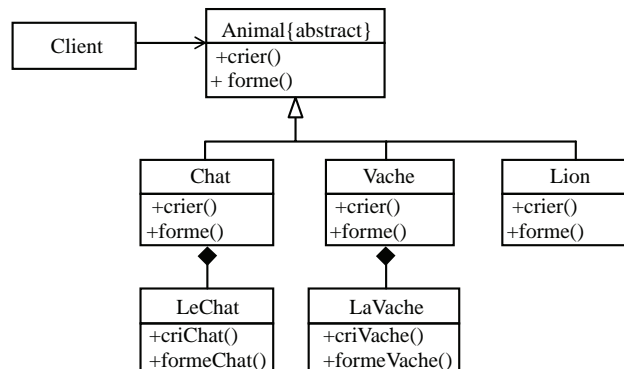 Client
Animal{abstract}
+crier()
+ forme()
Chat
+crier()
+forme()
Vache
+crier()
+forme()
Lion
+crier()
+forme()
LeChat
+criChat()
+formeChat()
LaVache
+criVache()
+formeVache()